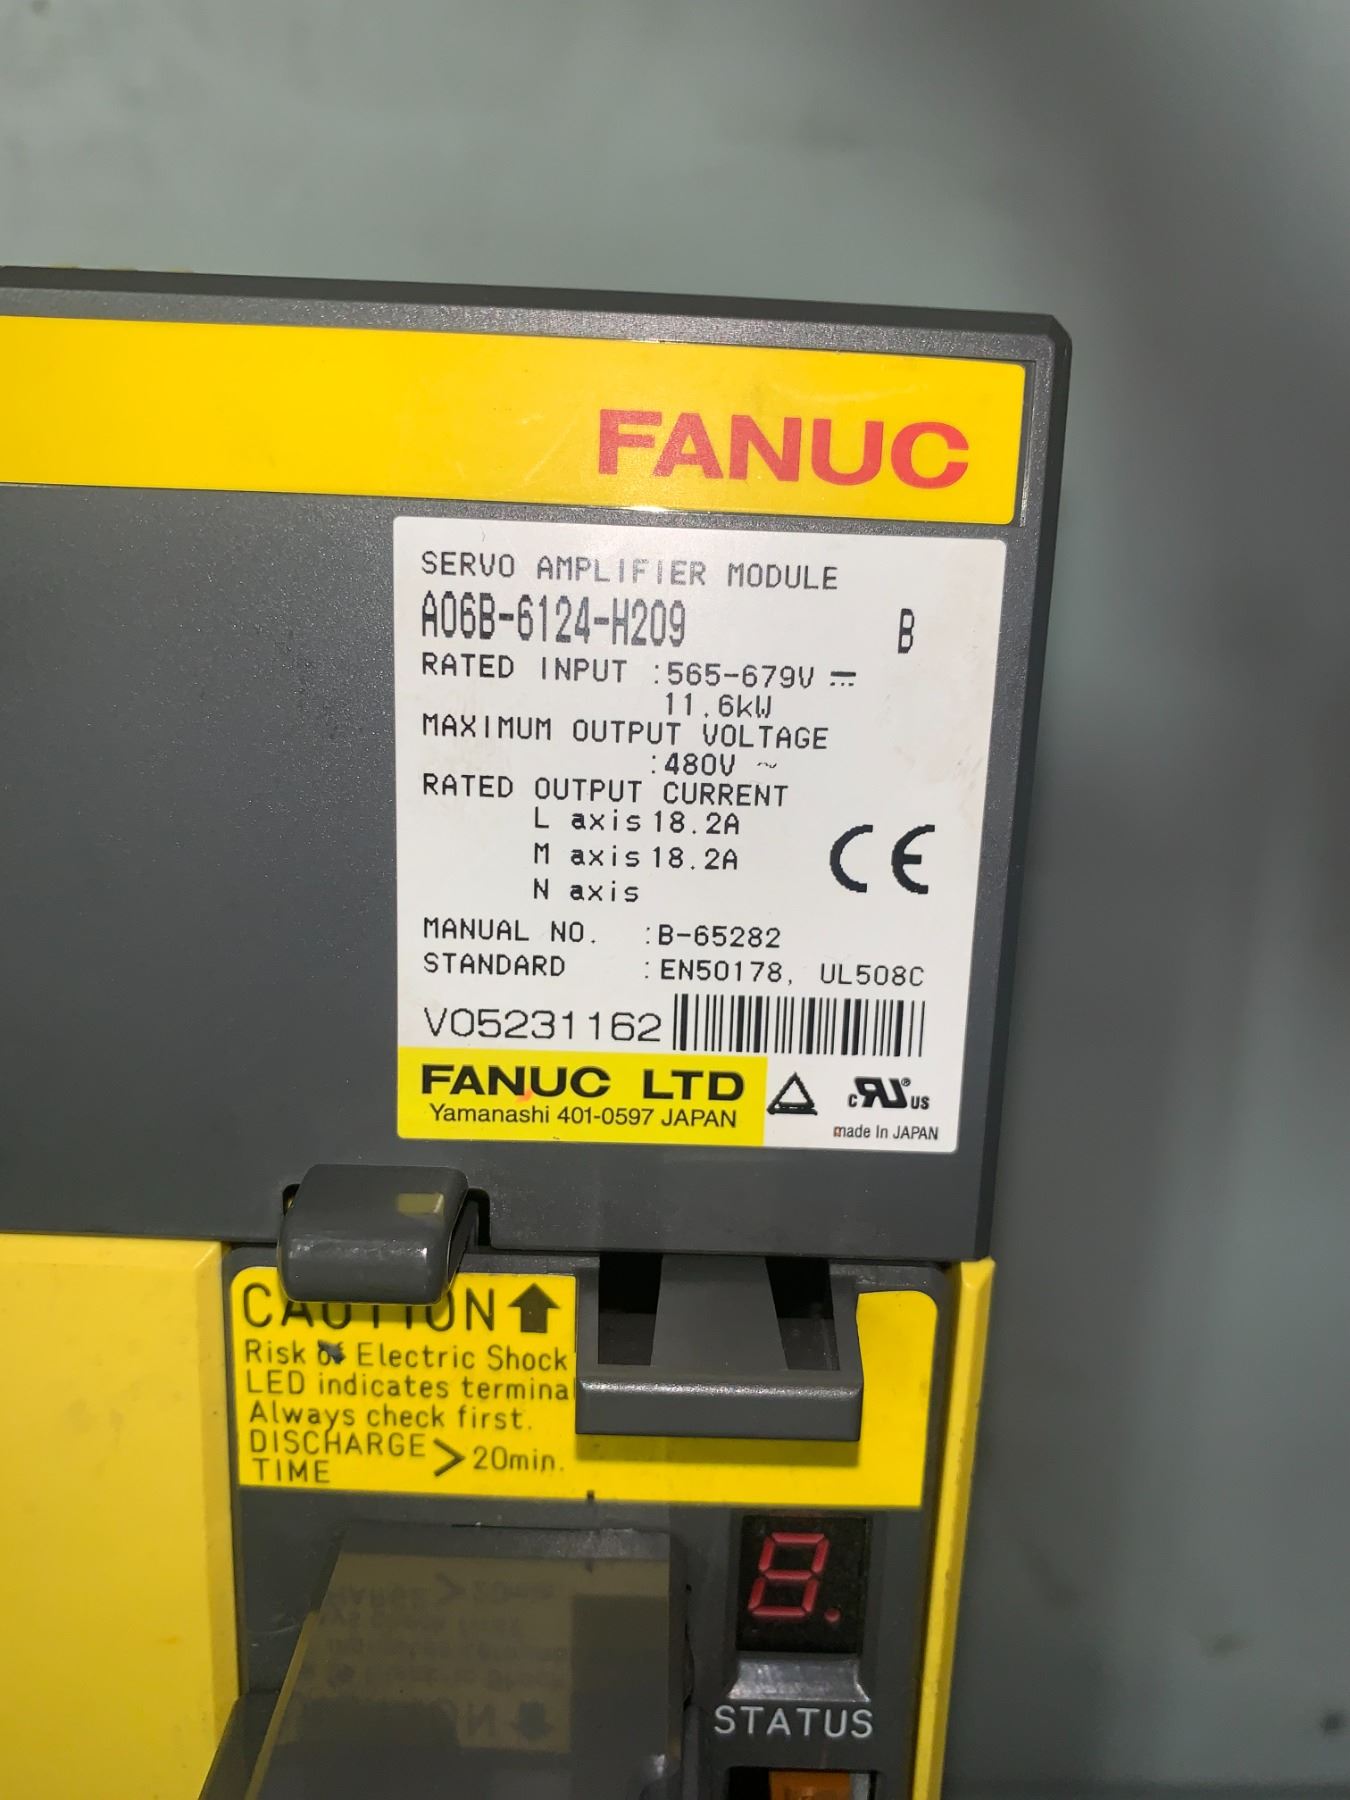 FANUC
SERVO AMPLIFIER MODULE
A06B-6124-H209 B
RATED INPUT :565-679V ⎓
11.6kW
MAXIMUM OUTPUT VOLTAGE
:480V ~
RATED OUTPUT CURRENT
L axis 18.2A
M axis 18.2A
N axis
CE
MANUAL NO. :B-65282
STANDARD :EN50178, UL508C
V05231162
FANUC LTD
Yamanashi 401-0597 JAPAN
c RU ® US
made In JAPAN
CAUTION
Risk of Electric Shock
LED indicates termina
Always check first.
DISCHARGE TIME > 20min.
8.
STATUS